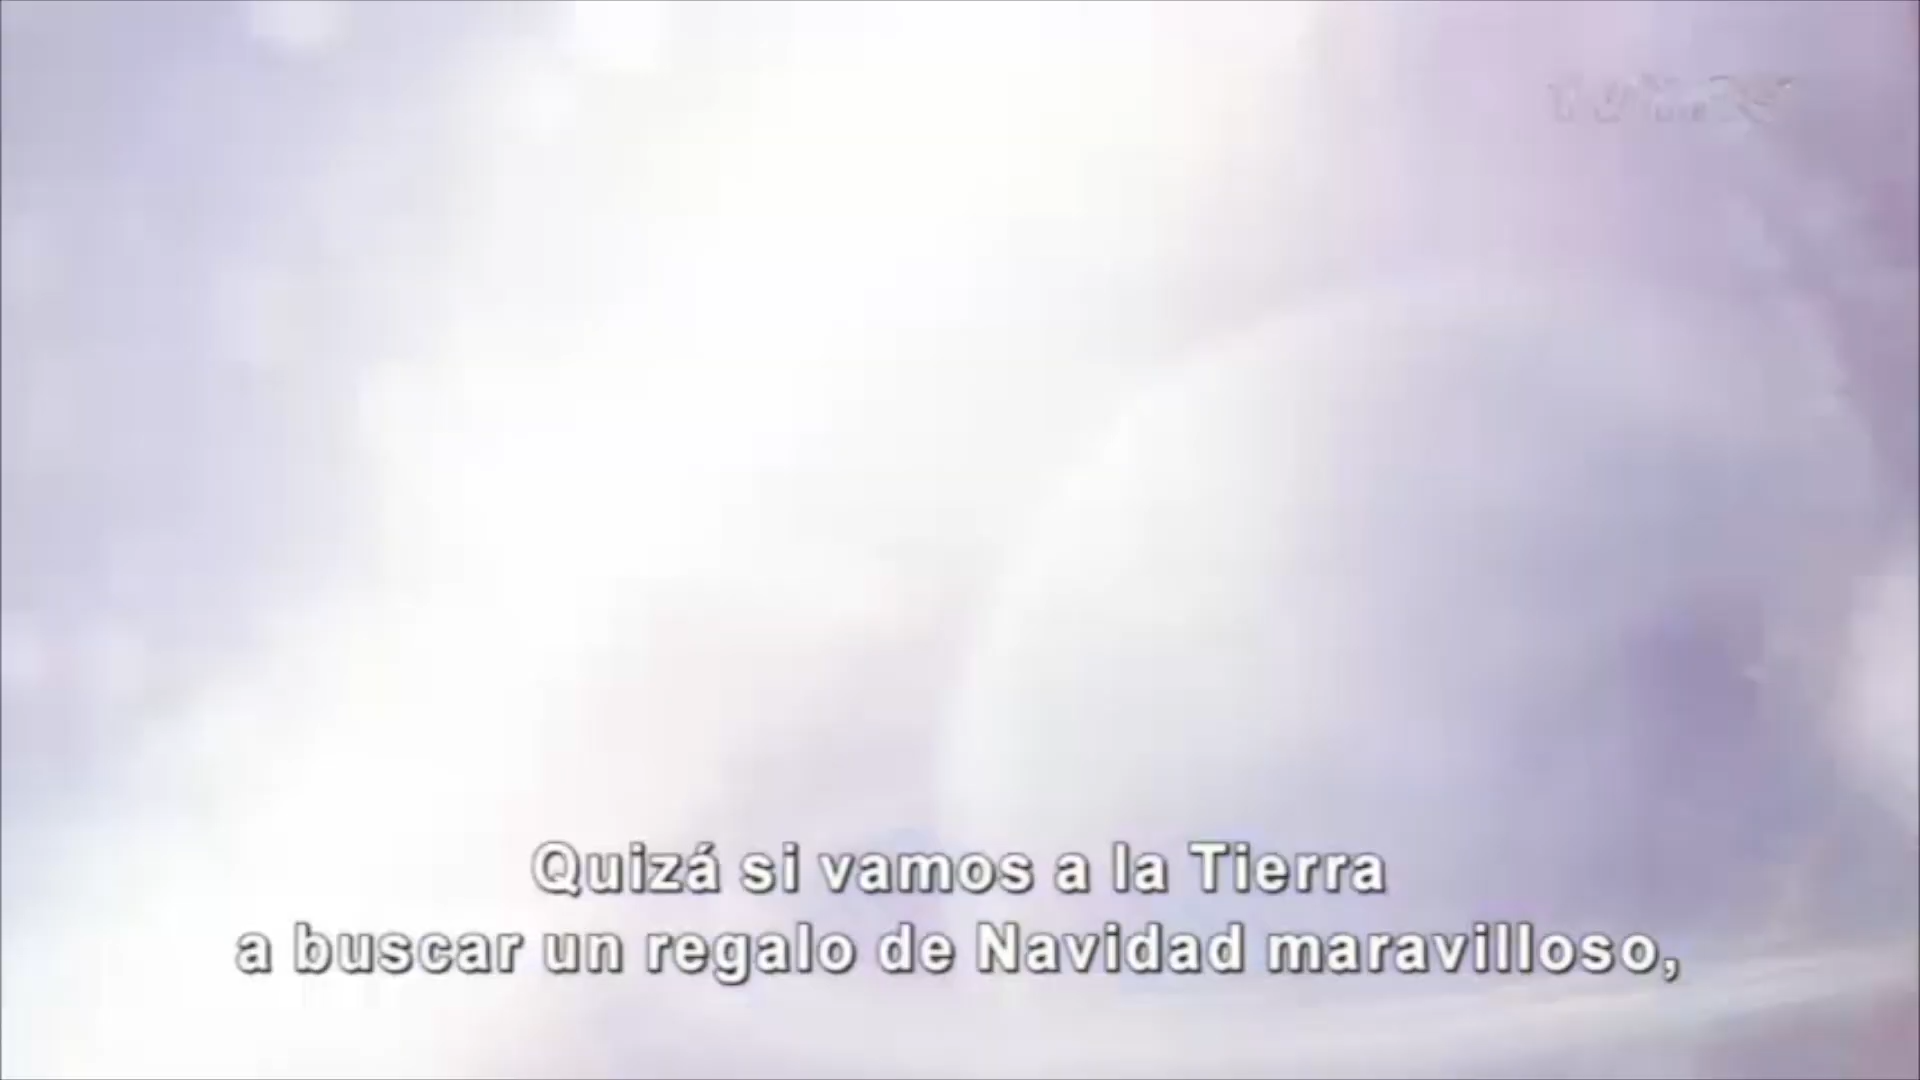 Quizá si vamos a la Tierra
a buscar un regalo de Navidad maravilloso,